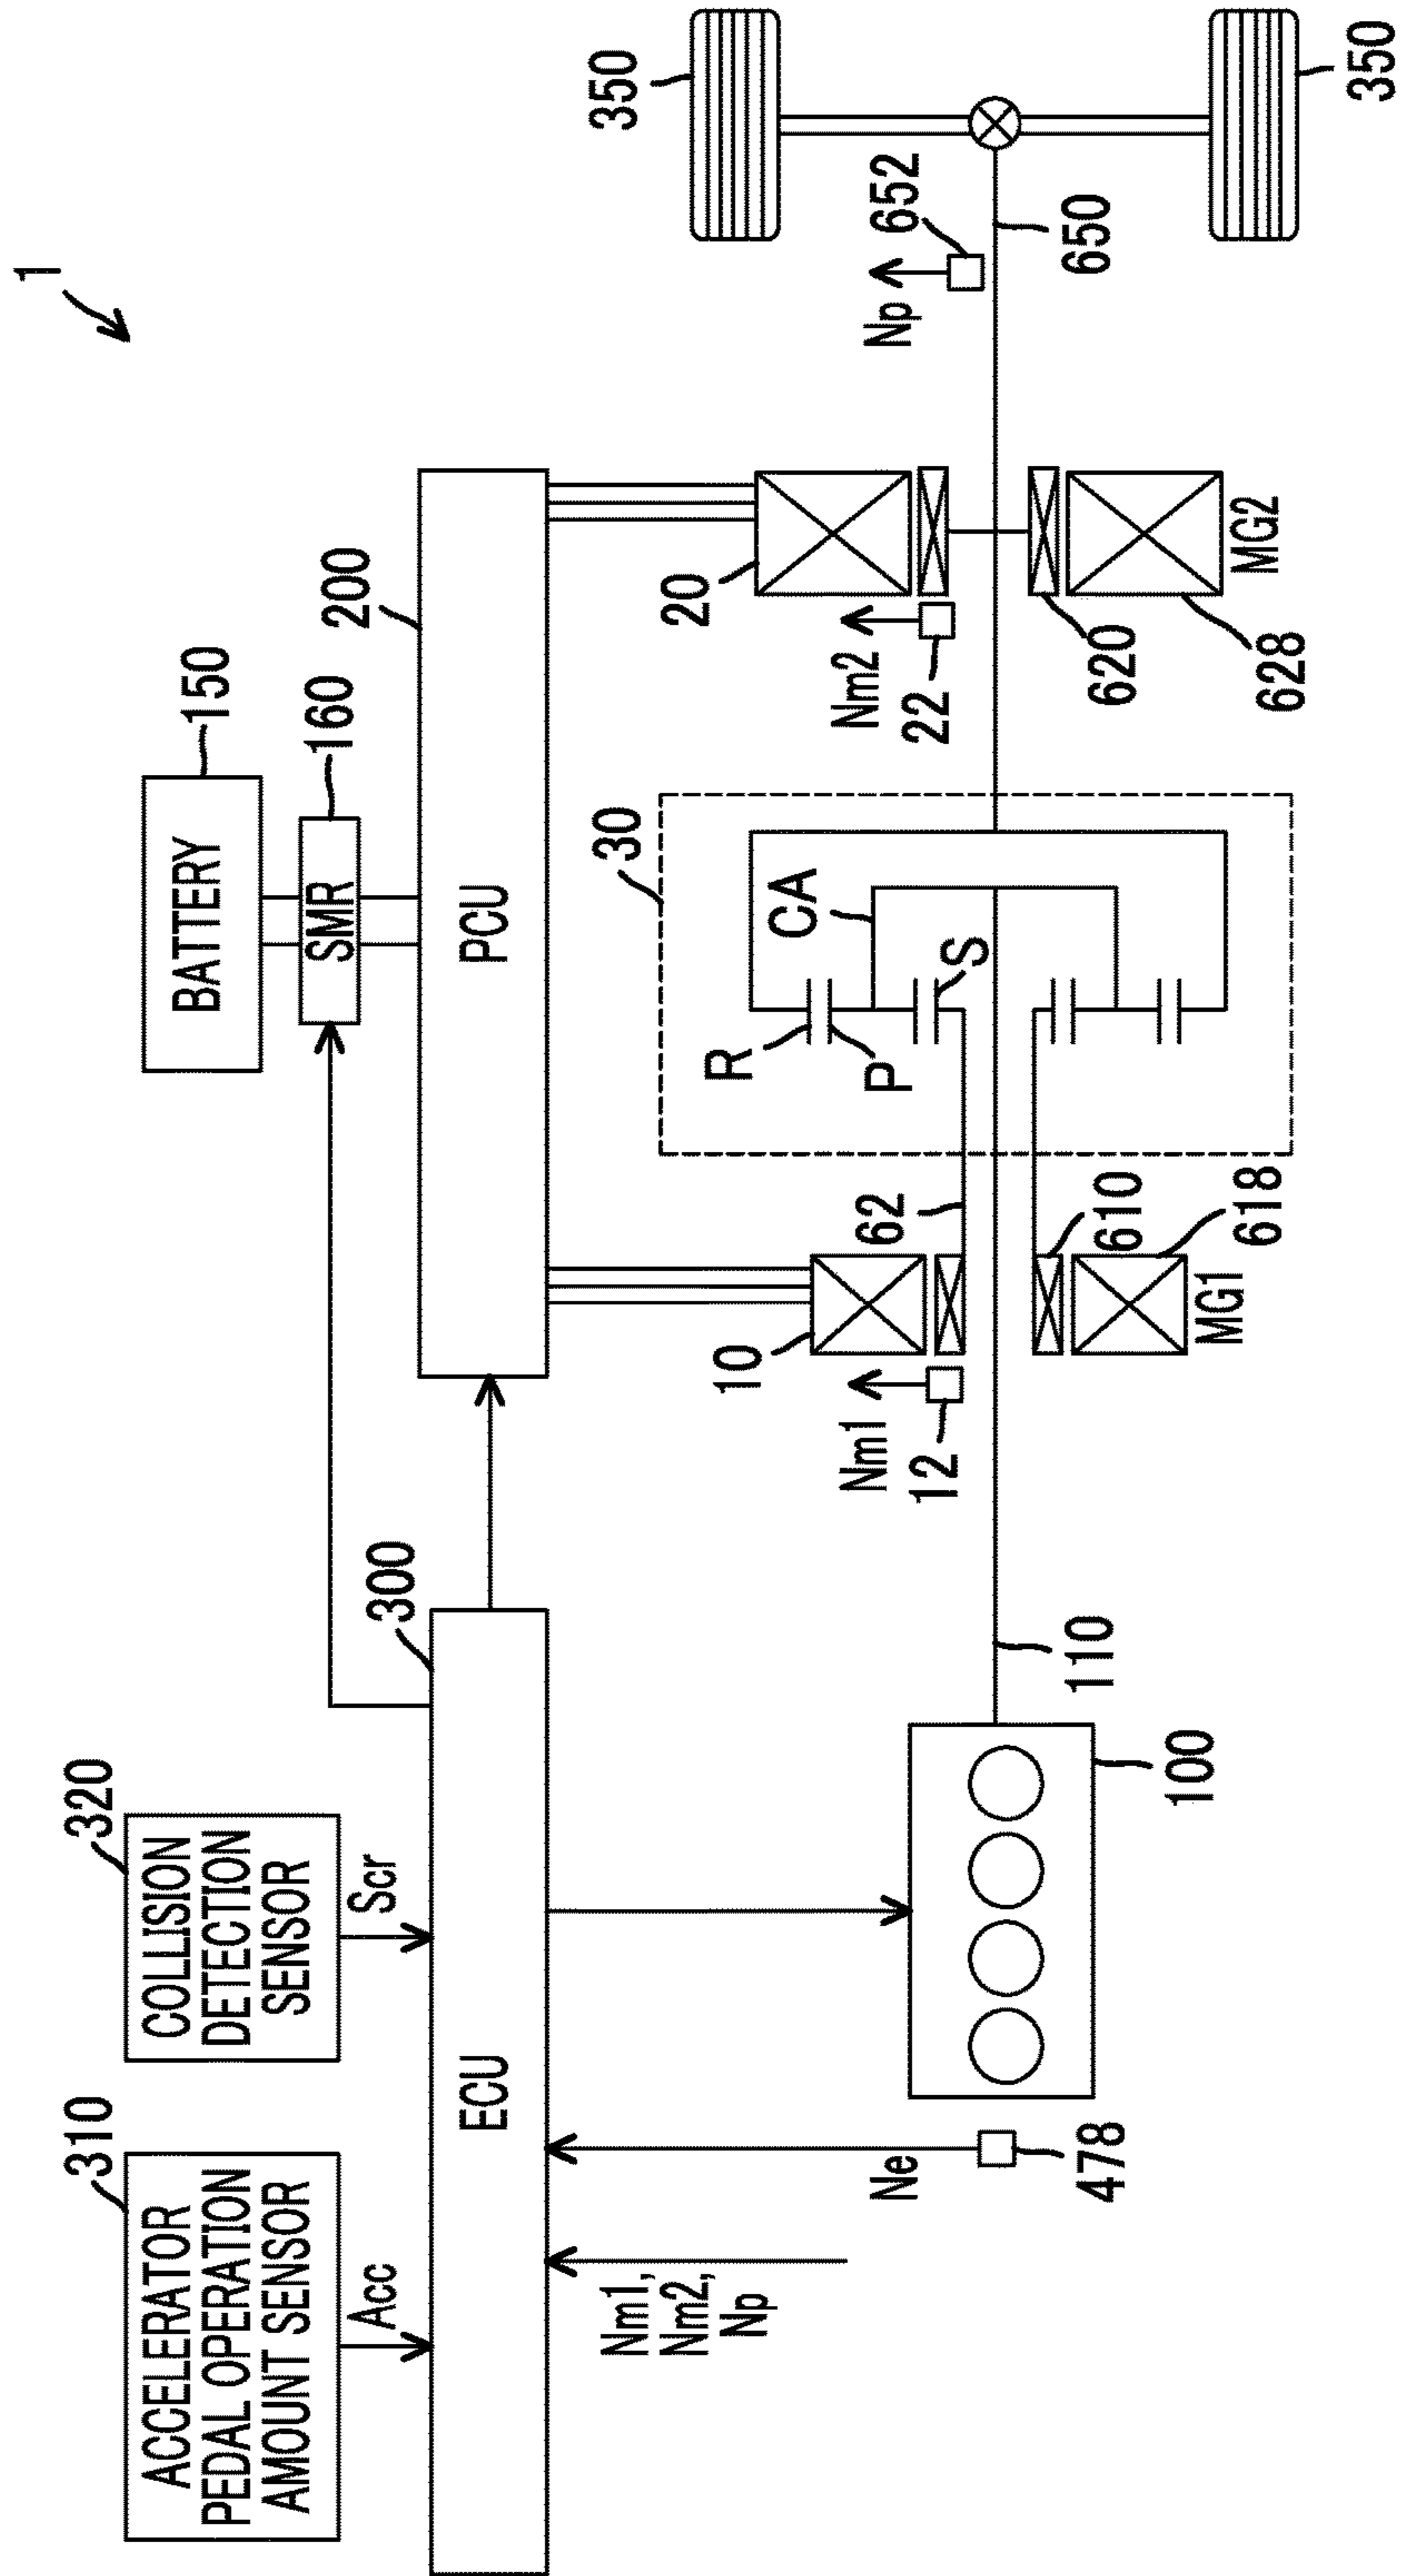 1
310
ACCELERATOR
PEDAL OPERATION
AMOUNT SENSOR
Acc
320
COLLISION
DETECTION
SENSOR
Scr
BATTERY
150
SMR
160
300
ECU
200
PCU
Nm1,
Nm2,
Np
Ne
478
100
110
Nm1
12
10
62
610
618
MG1
30
R
P
CA
S
Nm2
22
20
620
628
MG2
Np
652
650
350
350